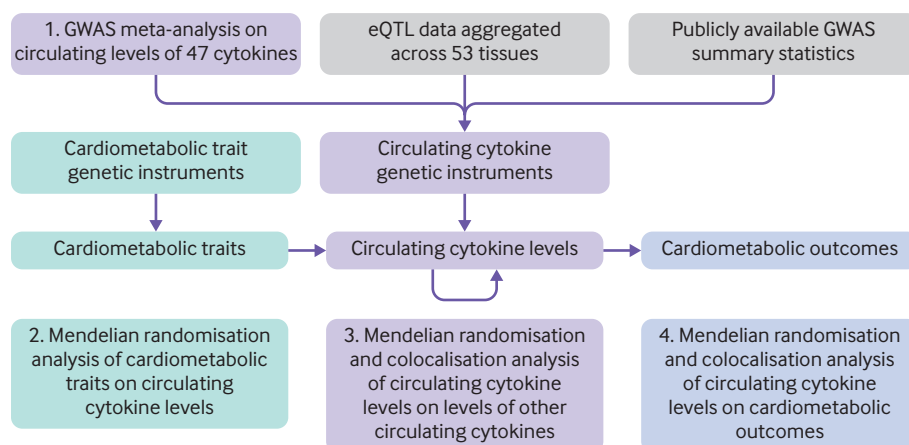 1. GWAS meta-analysis on
circulating levels of 47 cytokines
eQTL data aggregated
across 53 tissues
Publicly available GWAS
summary statistics
Cardiometabolic trait
genetic instruments
Circulating cytokine
genetic instruments
Cardiometabolic traits
Circulating cytokine levels
Cardiometabolic outcomes
2. Mendelian randomisation
analysis of cardiometabolic
traits on circulating
cytokine levels
3. Mendelian randomisation
and colocalisation analysis
of circulating cytokine
levels on levels of other
circulating cytokines
4. Mendelian randomisation
and colocalisation analysis
of circulating cytokine
levels on cardiometabolic
outcomes